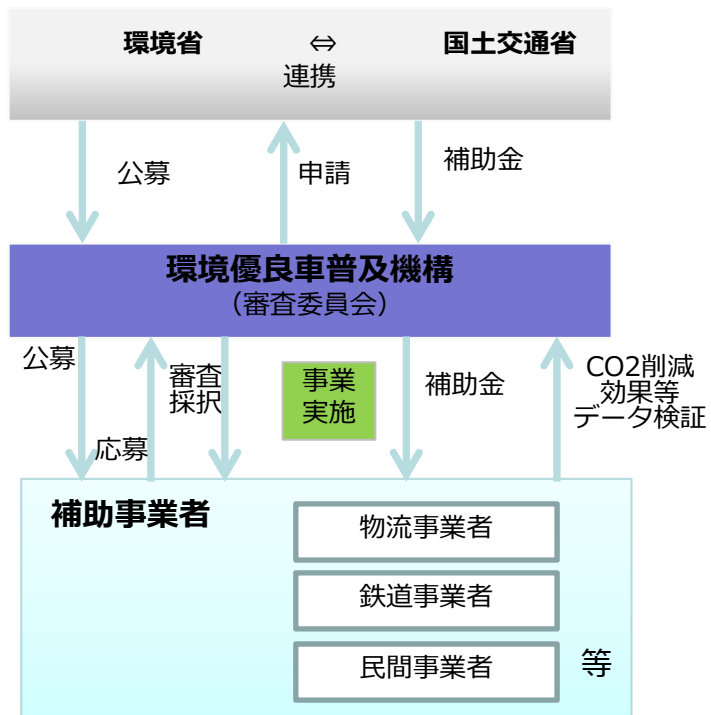 環境省 ⇔ 国土交通省
連携
公募
申請
補助金
環境優良車普及機構
（審査委員会）
公募
応募
審査
採択
事業
実施
補助金
CO2削減
効果等
データ検証
補助事業者
物流事業者
鉄道事業者
民間事業者
等